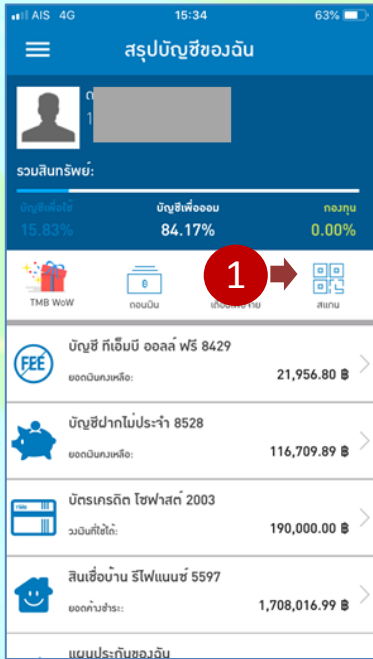 AIS 4G 15:34 63%
สรุปบัญชีของฉัน
ด
1
รวมสินทรัพย์:
บัญชีเพื่อใช้ บัญชีเพื่อออม กองทุน
15.83% 84.17% 0.00%
1
TMB WoW ถอนเงิน สแกน
FEE
บัญชี ทีเอ็มบี ออลล์ ฟรี 8429
ยอดเงินคงเหลือ: 21,956.80 ฿
บัญชีฝากไม่ประจำ 8528
ยอดเงินคงเหลือ: 116,709.89 ฿
บัตรเครดิต โซฟาสต์ 2003
วงเงินที่ใช้ได้: 190,000.00 ฿
สินเชื่อบ้าน รีไฟแนนซ์ 5597
ยอดค้างชำระ: 1,708,016.99 ฿
แผนประกันของฉัน